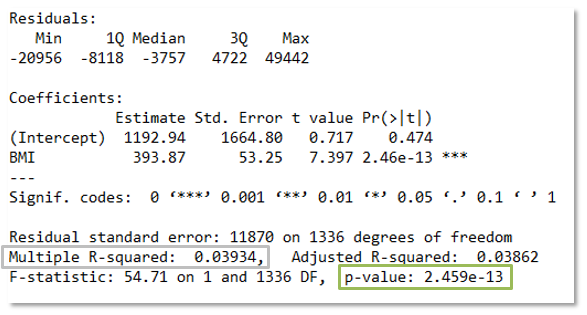 Residuals:
Min 1Q Median 3Q Max
-20956 -8118 -3757 4722 49442
Coefficients:
Estimate Std. Error t value Pr(>|t|)
(Intercept) 1192.94 1664.80 0.717 0.474
BMI 393.87 53.25 7.397 2.46e-13 ***
---
Signif. codes: 0 ‘***’ 0.001 ‘**’ 0.01 ‘*’ 0.05 ‘.’ 0.1 ‘ ’ 1
Residual standard error: 11870 on 1336 degrees of freedom
Multiple R-squared: 0.03934, Adjusted R-squared: 0.03862
F-statistic: 54.71 on 1 and 1336 DF, p-value: 2.459e-13